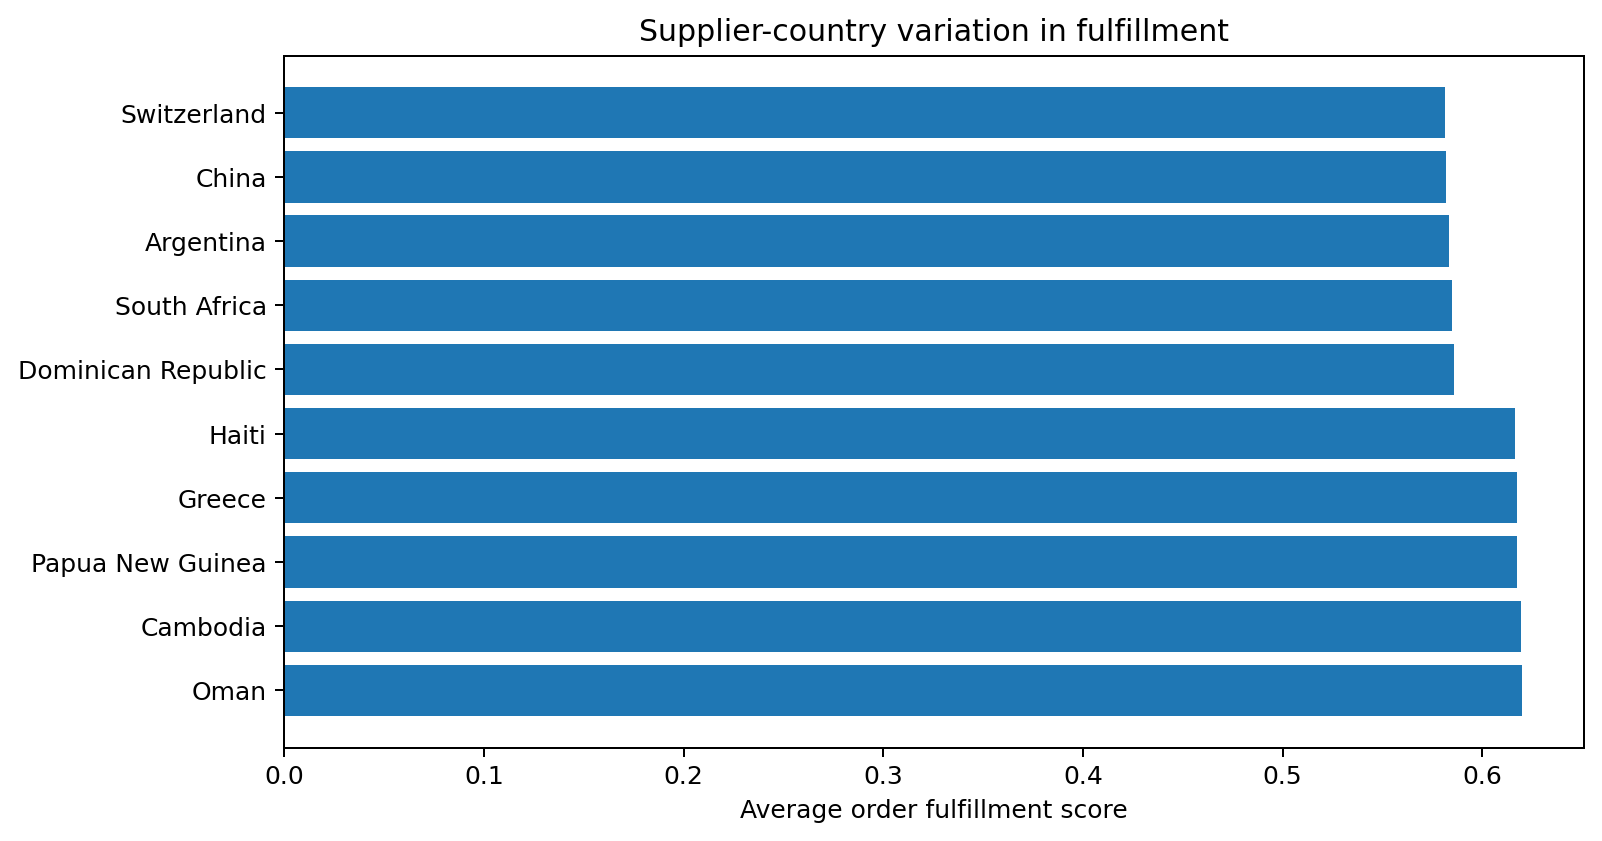 Supplier-country variation in fulfillment
Switzerland
China
Argentina
South Africa
Dominican Republic
Haiti
Greece
Papua New Guinea
Cambodia
Oman
0.0 0.1 0.2 0.3 0.4 0.5 0.6
Average order fulfillment score